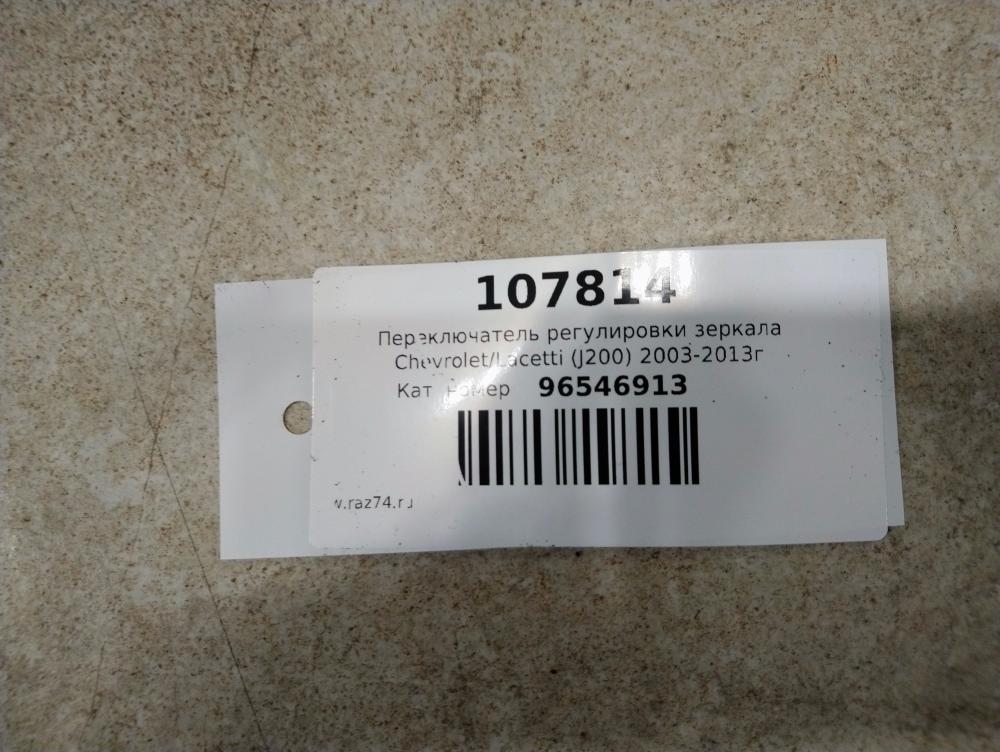 107814
Переключатель регулировки зеркала
Chevrolet/Lacetti (J200) 2003-2013г
Кат номер 96546913
w.raz74.ru